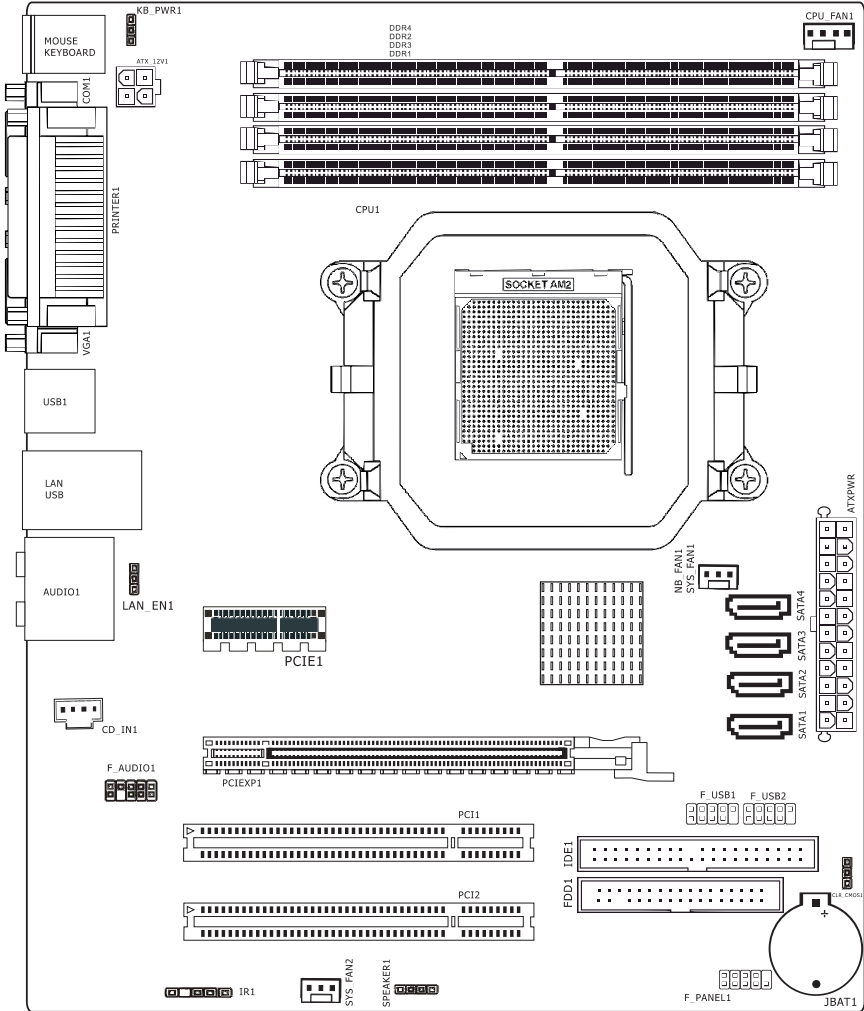 KB_PWR1
CPU_FAN1
MOUSE
KEYBOARD
DDR4
DDR2
DDR3
DDR1
ATX_12V1
COM1
PRINTER1
CPU1
SOCKET AM2
VGA1
USB1
LAN
USB
ATXPWR
NB_FAN1
SYS_FAN1
AUDIO1
LAN_EN1
SATA4
SATA3
SATA2
SATA1
PCIE1
CD_IN1
F_AUDIO1
PCIEXP1
F_USB1
F_USB2
PCI1
IDE1
FDD1
CLR_CMOS1
PCI2
IR1
SYS_FAN2
SPEAKER1
F_PANEL1
JBAT1